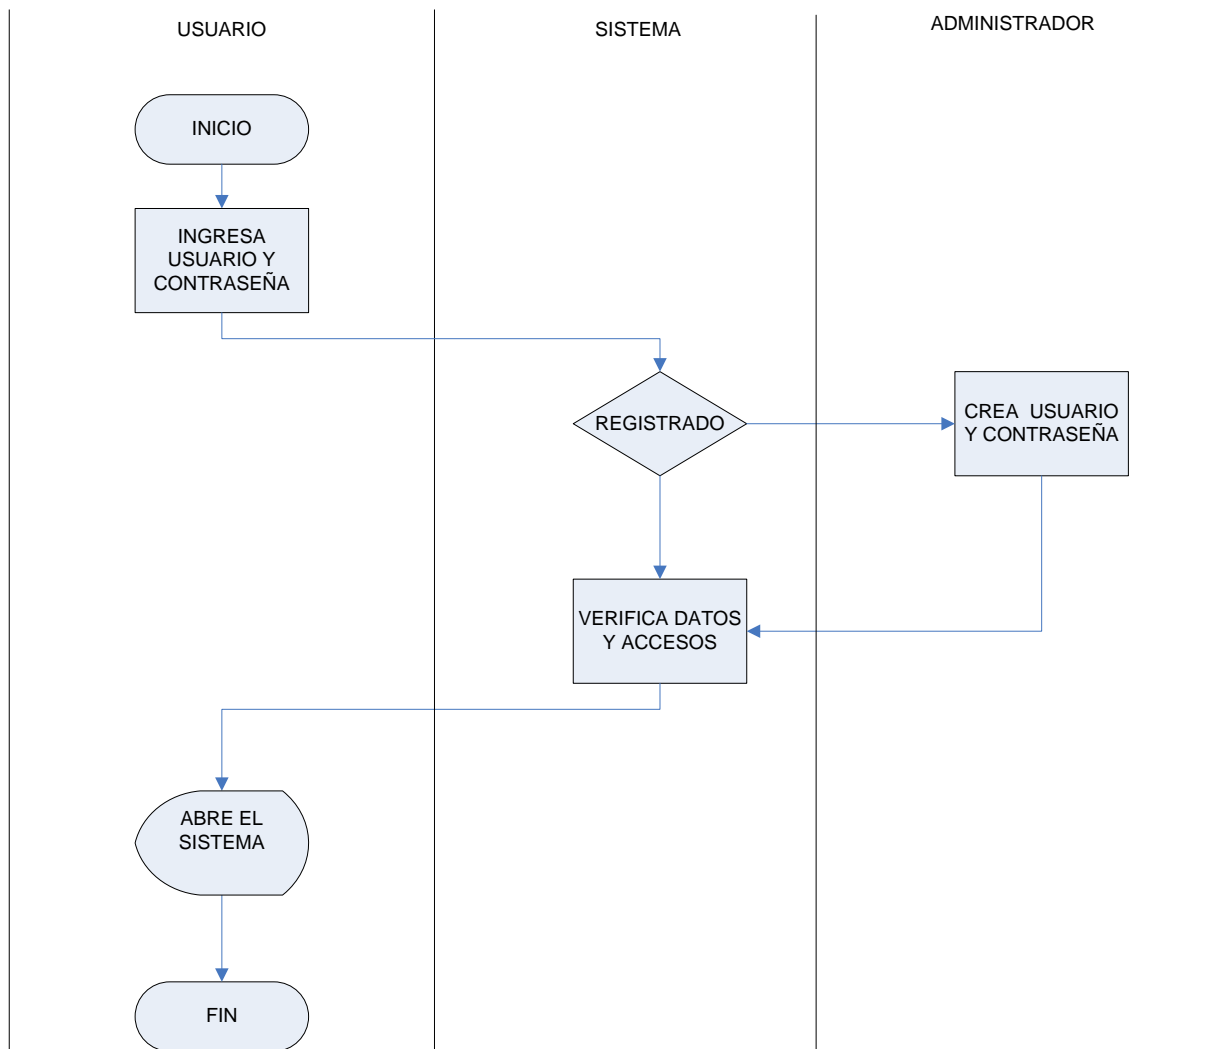 USUARIO
SISTEMA
ADMINISTRADOR
INICIO
INGRESA
USUARIO Y
CONTRASEÑA
REGISTRADO
CREA  USUARIO
Y CONTRASEÑA
VERIFICA DATOS
Y ACCESOS
ABRE EL
SISTEMA
FIN